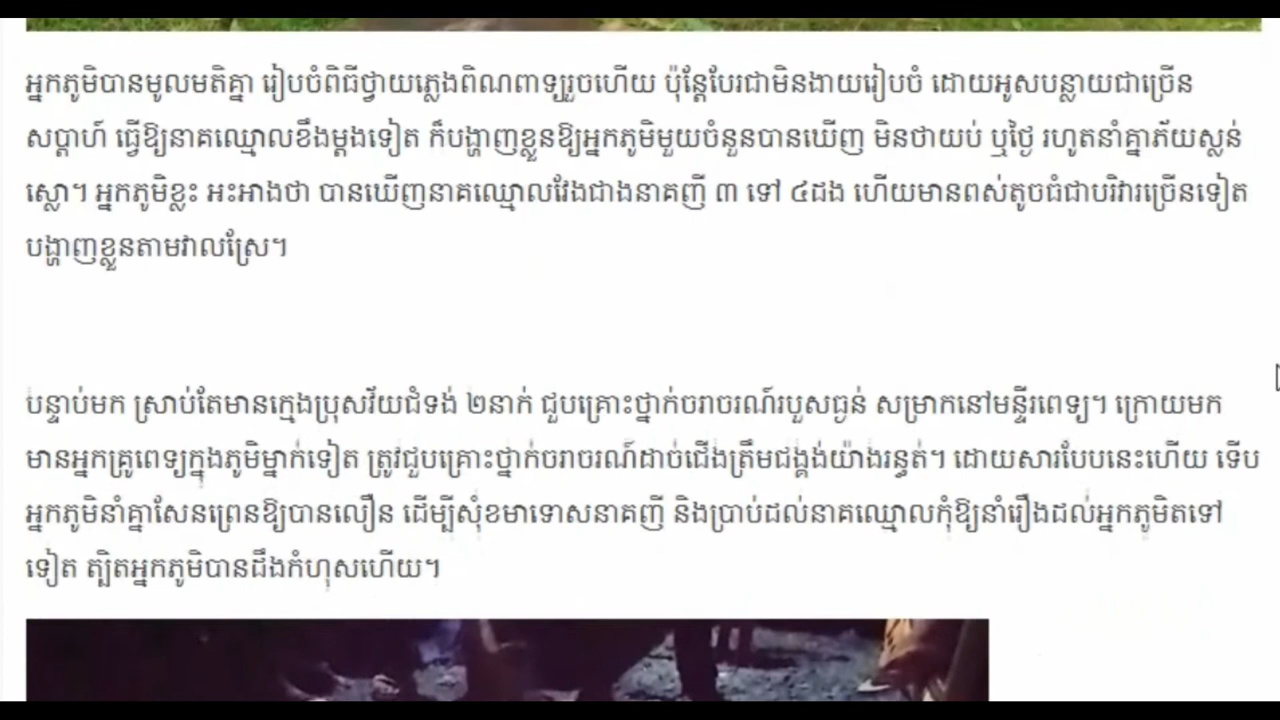 អ្នកភូមិបានមូលមតិគ្នា រៀបចំពិធីថ្វាយភ្លេងពិណពាទ្យរួចហើយ ប៉ុន្តែបែរជាមិនងាយរៀបចំ ដោយអូសបន្លាយជាច្រើន
សប្តាហ៍ ធ្វើឱ្យនាគឈ្មោលខឹងម្តងទៀត ក៏បង្ហាញខ្លួនឱ្យអ្នកភូមិមួយចំនួនបានឃើញ មិនថាយប់ ឬថ្ងៃ រហូតនាំគ្នាភ័យស្លន់
ស្លោ។ អ្នកភូមិខ្លះ អះអាងថា បានឃើញនាគឈ្មោលវែងជាងនាគញី ៣ ទៅ ៤ដង ហើយមានពស់តូចធំជាបរិវារច្រើនទៀត
បង្ហាញខ្លួនតាមវាលស្រែ។
បន្ទាប់មក ស្រាប់តែមានក្មេងប្រុសវ័យជំទង់ ២នាក់ ជួបគ្រោះថ្នាក់ចរាចរណ៍របួសធ្ងន់ សម្រាកនៅមន្ទីរពេទ្យ។ ក្រោយមក
មានអ្នកគ្រូពេទ្យក្នុងភូមិម្នាក់ទៀត ត្រូវជួបគ្រោះថ្នាក់ចរាចរណ៍ដាច់ជើងត្រឹមជង្គង់យ៉ាងរន្ធត់។ ដោយសារបែបនេះហើយ ទើប
អ្នកភូមិនាំគ្នាសែនព្រេនឱ្យបានលឿន ដើម្បីសុំខមាទោសនាគញី និងប្រាប់ដល់នាគឈ្មោលកុំឱ្យនាំរឿងដល់អ្នកភូមិតទៅ
ទៀត ត្បិតអ្នកភូមិបានដឹងកំហុសហើយ។